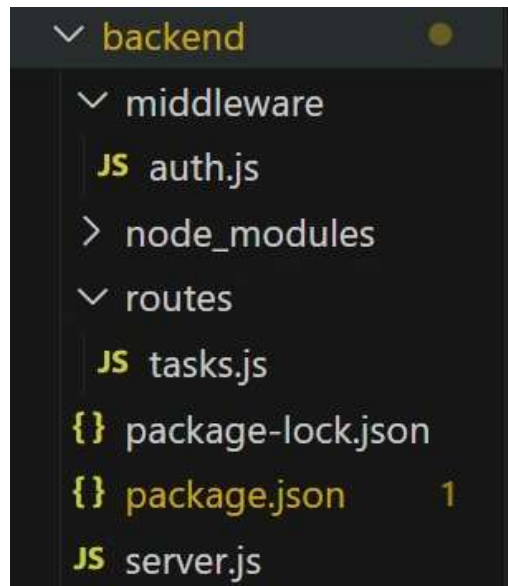 backend
middleware
JS auth.js
node_modules
routes
JS tasks.js
{} package-lock.json
{} package.json 1
JS server.js